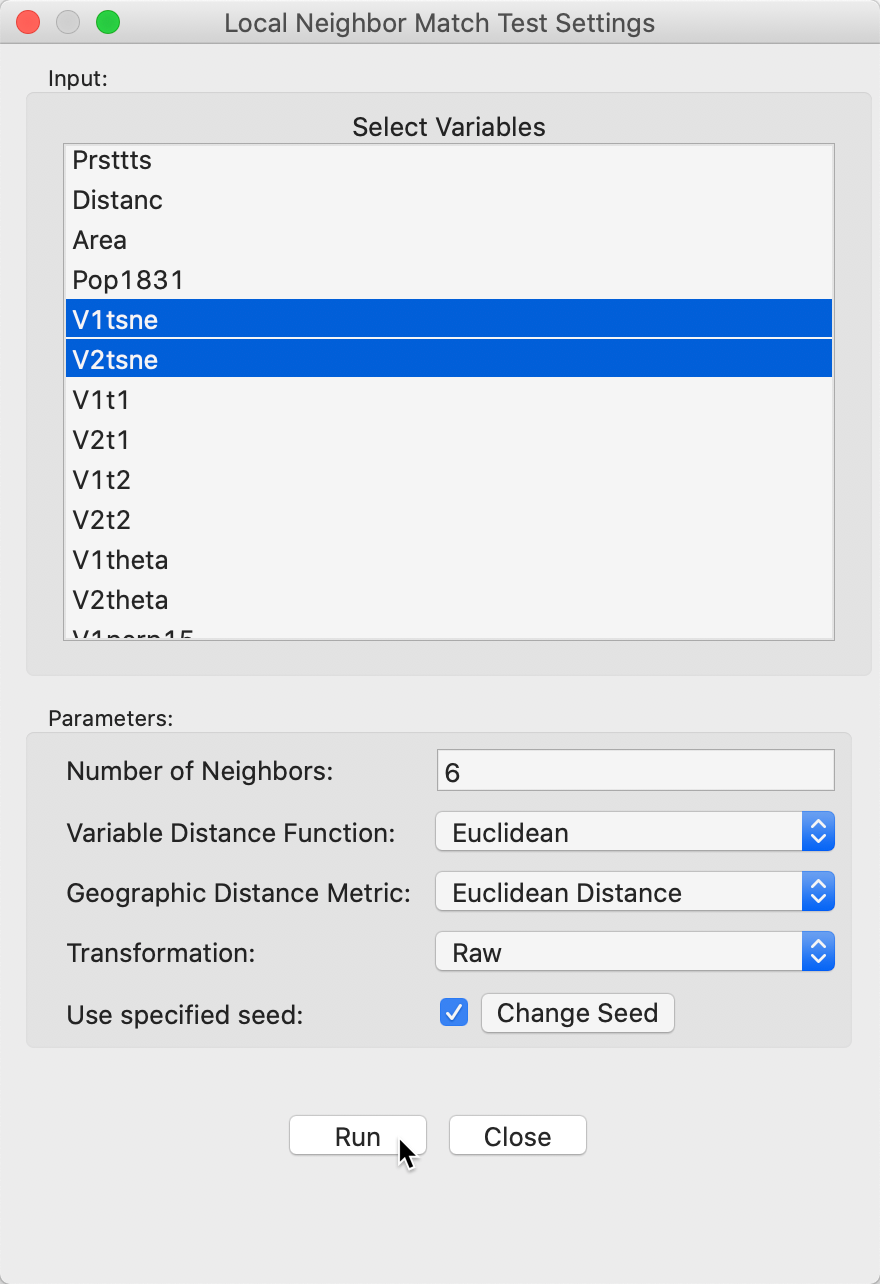 Local Neighbor Match Test Settings
Input:
Select Variables
Prsttts
Distanc
Area
Pop1831
V1tsne
V2tsne
V1t1
V2t1
V1t2
V2t2
V1theta
V2theta
V1perp15
Parameters:
Number of Neighbors: 6
Variable Distance Function: Euclidean
Geographic Distance Metric: Euclidean Distance
Transformation: Raw
Use specified seed: Change Seed
Run Close